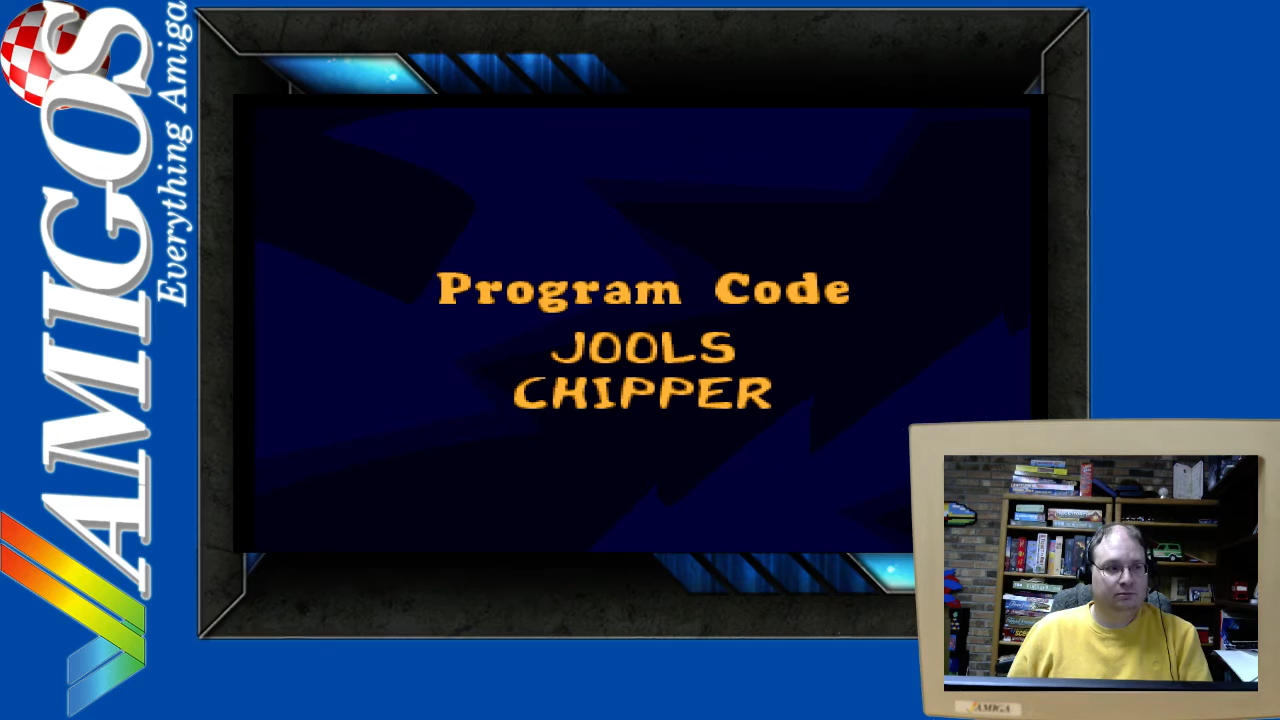 AMIGOS
Everything Amiga
Program Code
JOOLS
CHIPPER
AMIGA